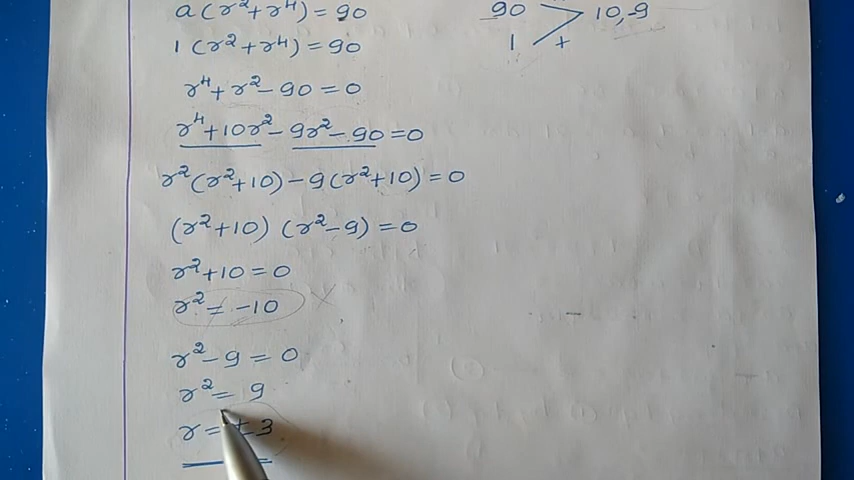 a(r²+r⁴) = 90
1(r²+r⁴) = 90
r⁴+r²-90 = 0
r⁴+10r²-9r²-90 = 0
r²(r²+10)-9(r²+10) = 0
(r²+10) (r²-9) = 0
r²+10 = 0
r² = -10 ×
r²-9 = 0
r² = 9
r = ±3
90 > 10,-9
1 +